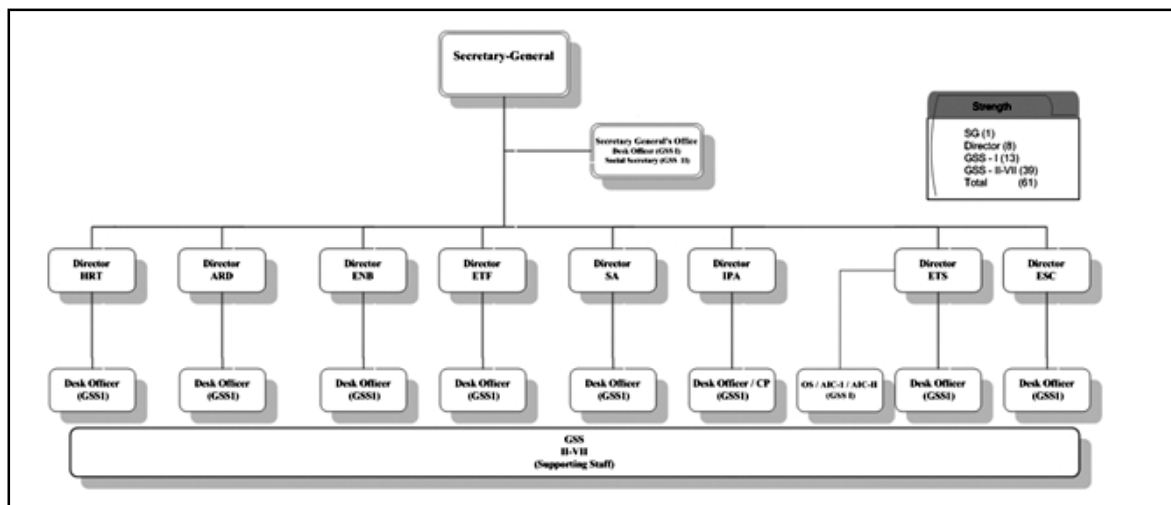 Secretary-General
Secretary General's Office
Desk Officer (GSS I)
Social Secretary (GSS II)
Strength
SG (1)
Director (8)
GSS - I (13)
GSS - II-VII (39)
Total (61)
Director
HRT
Director
ARD
Director
ENB
Director
ETF
Director
SA
Director
IPA
Director
ETS
Director
ESC
Desk Officer
(GSS1)
Desk Officer
(GSS1)
Desk Officer
(GSS1)
Desk Officer
(GSS1)
Desk Officer
(GSS1)
Desk Officer / CP
(GSS1)
OS / AIC-I / AIC-II
(GSS I)
Desk Officer
(GSS1)
Desk Officer
(GSS1)
GSS
II-VII
(Supporting Staff)